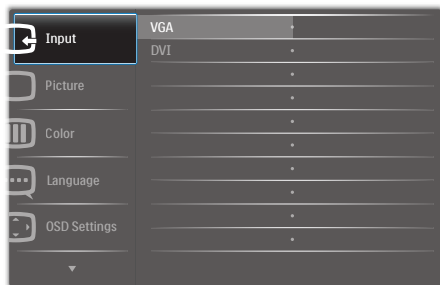 Input
Picture
Color
Language
OSD Settings
VGA
DVI